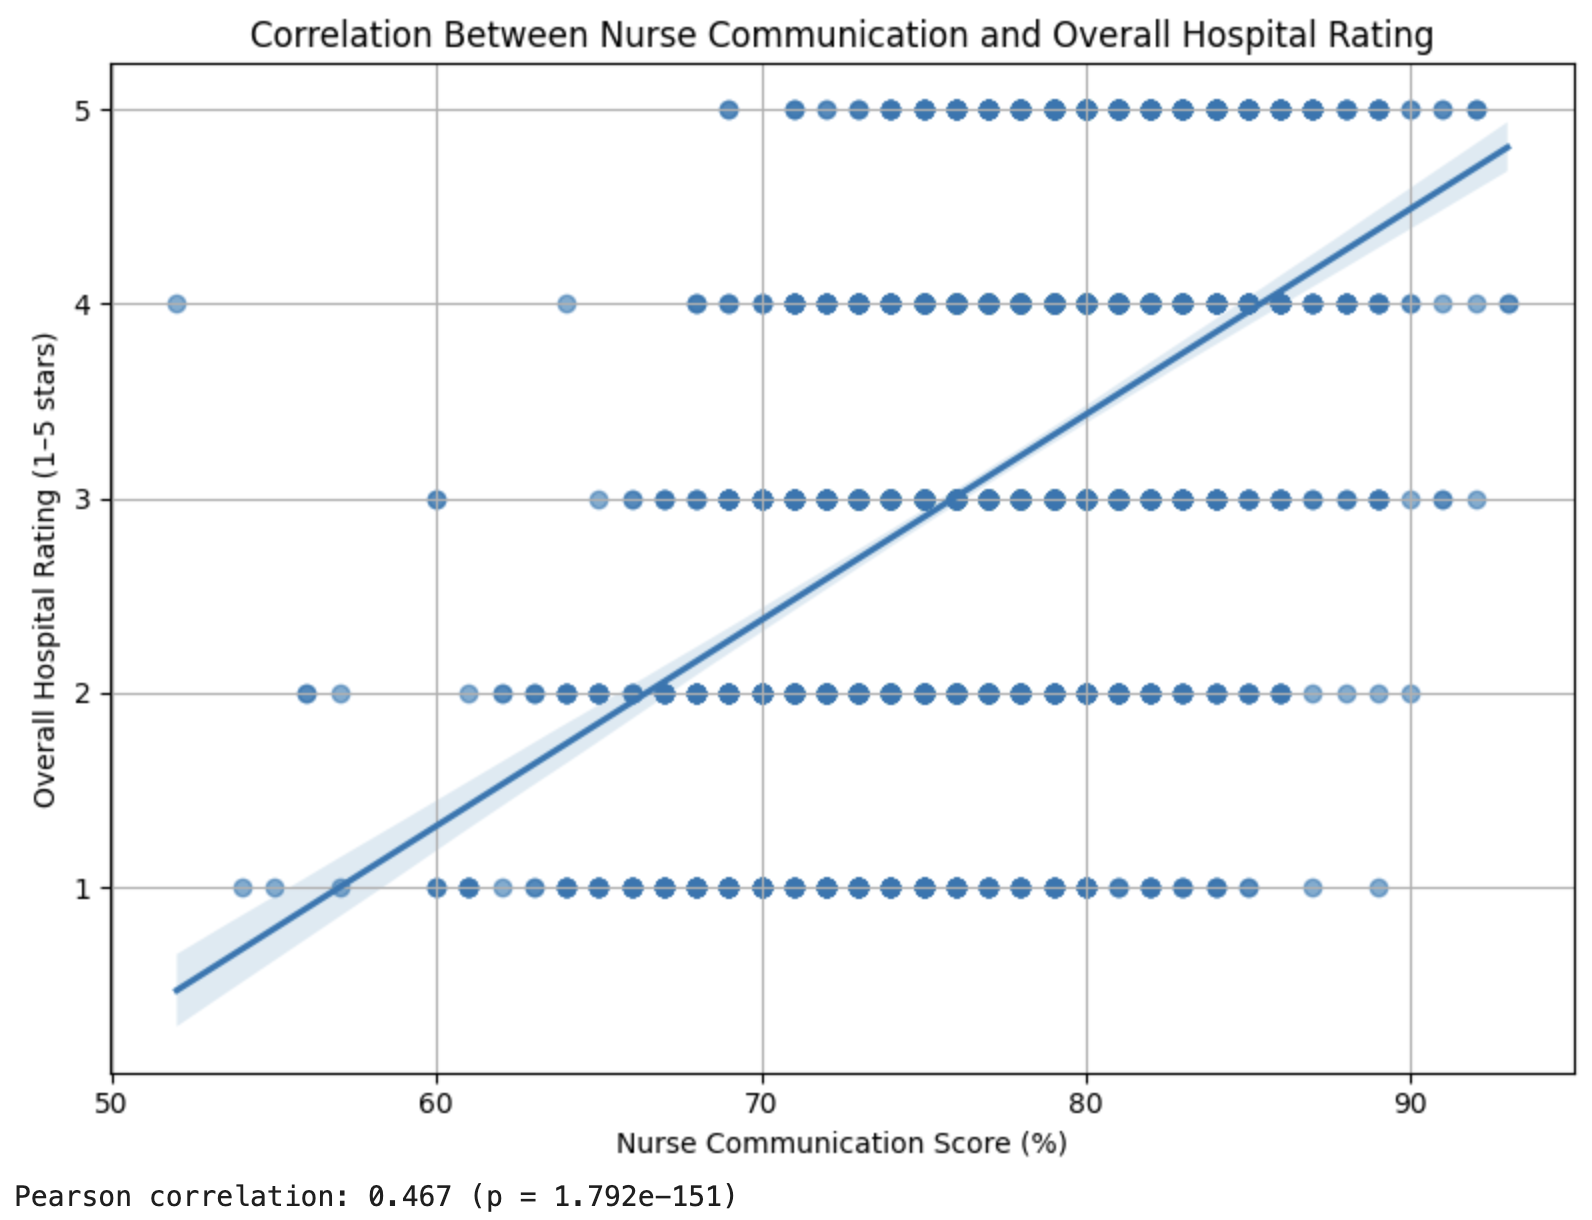 Correlation Between Nurse Communication and Overall Hospital Rating
Overall Hospital Rating (1–5 stars)
5
4
3
2
1
50 60 70 80 90
Nurse Communication Score (%)
Pearson correlation: 0.467 (p = 1.792e-151)